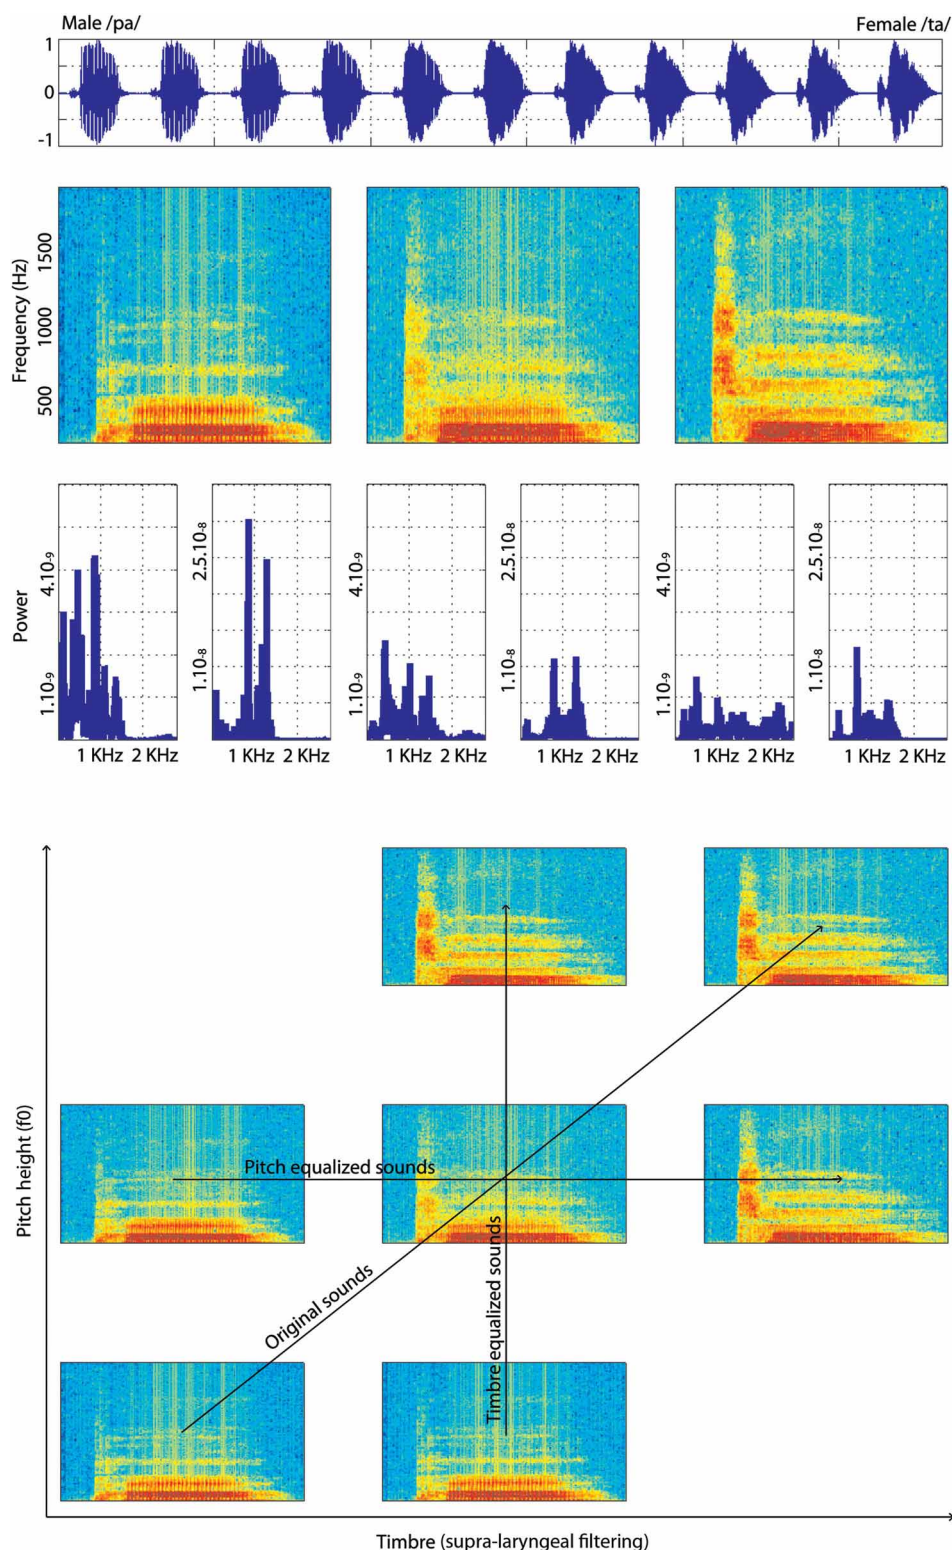 Male /pa/
Female /ta/
1
0
-1
Frequency (Hz)
1500
1000
500
Power
4.10-9
1.10-9
2.5.10-8
1.10-8
4.10-9
1.10-9
2.5.10-8
1.10-8
4.10-9
1.10-9
2.5.10-8
1.10-8
1 KHz 2 KHz
1 KHz 2 KHz
1 KHz 2 KHz
1 KHz 2 KHz
1 KHz 2 KHz
1 KHz 2 KHz
Pitch height (f0)
Pitch equalized sounds
Original sounds
Timbre equalized sounds
Timbre (supra-laryngeal filtering)